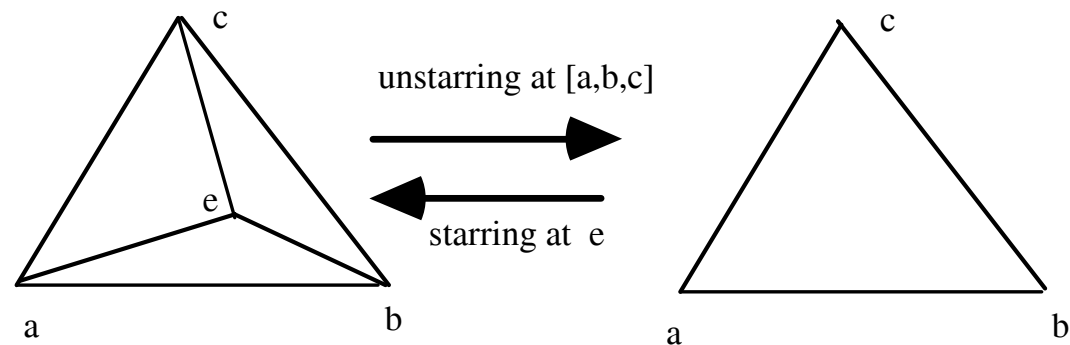 c
unstarring at [a,b,c]
e
starring at e
a
b
c
a
b